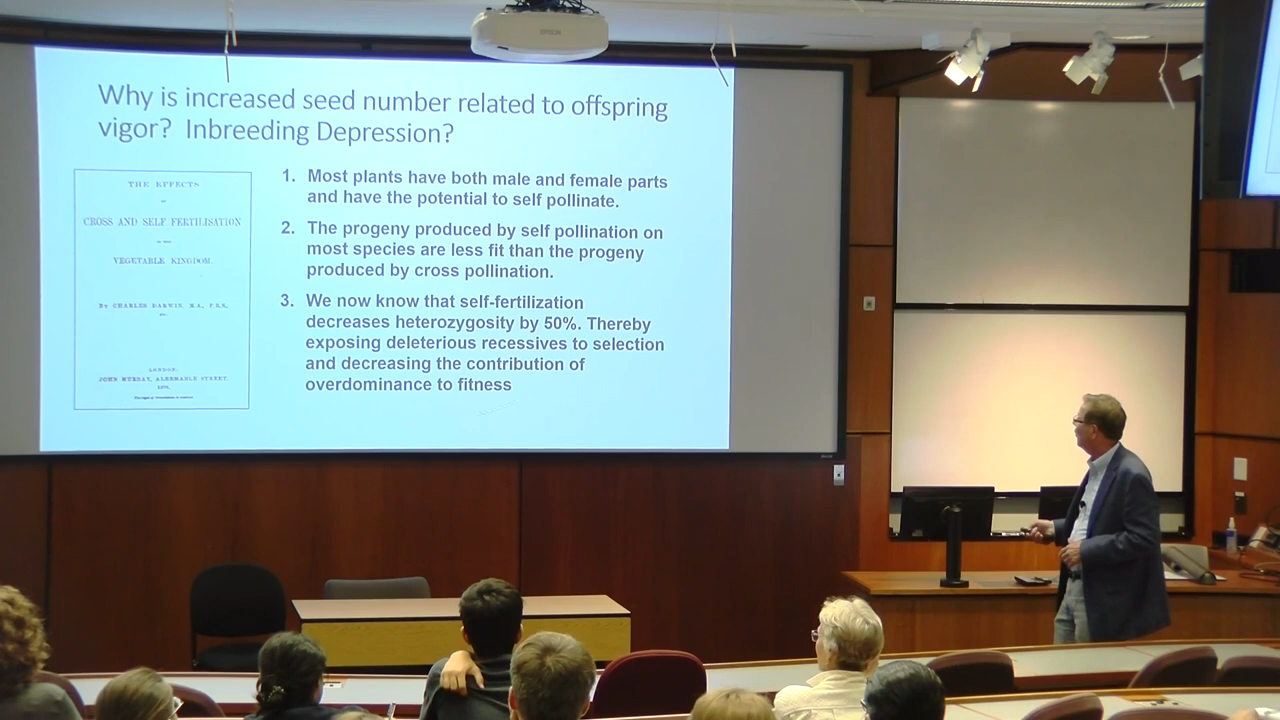 EPSON
Why is increased seed number related to offspring
vigor? Inbreeding Depression?
THE EFFECTS
CROSS AND SELF FERTILISATION
VEGETABLE KINGDOM.
BY CHARLES DARWIN, M.A., F.R.S.,
LONDON:
JOHN MURRAY, ALBEMARLE STREET.
1. Most plants have both male and female parts
and have the potential to self pollinate.
2. The progeny produced by self pollination on
most species are less fit than the progeny
produced by cross pollination.
3. We now know that self-fertilization
decreases heterozygosity by 50%. Thereby
exposing deleterious recessives to selection
and decreasing the contribution of
overdominance to fitness